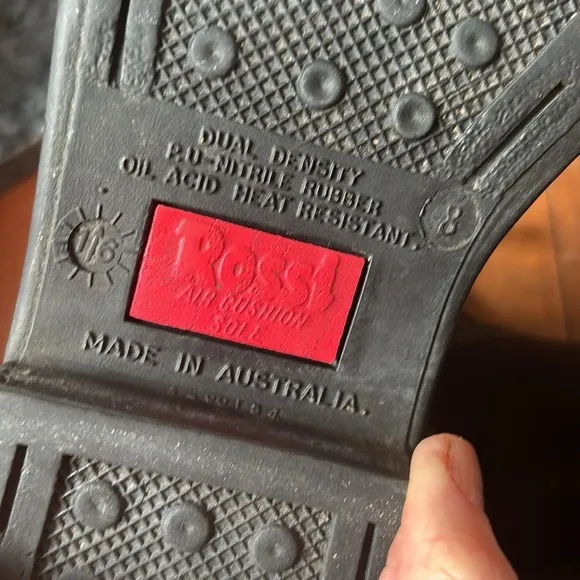 DUAL DENSITY
P.U-NITRILE RUBBER
OIL ACID HEAT RESISTANT.
8
Rossi
AIR CUSHION
SOLE
MADE IN AUSTRALIA.